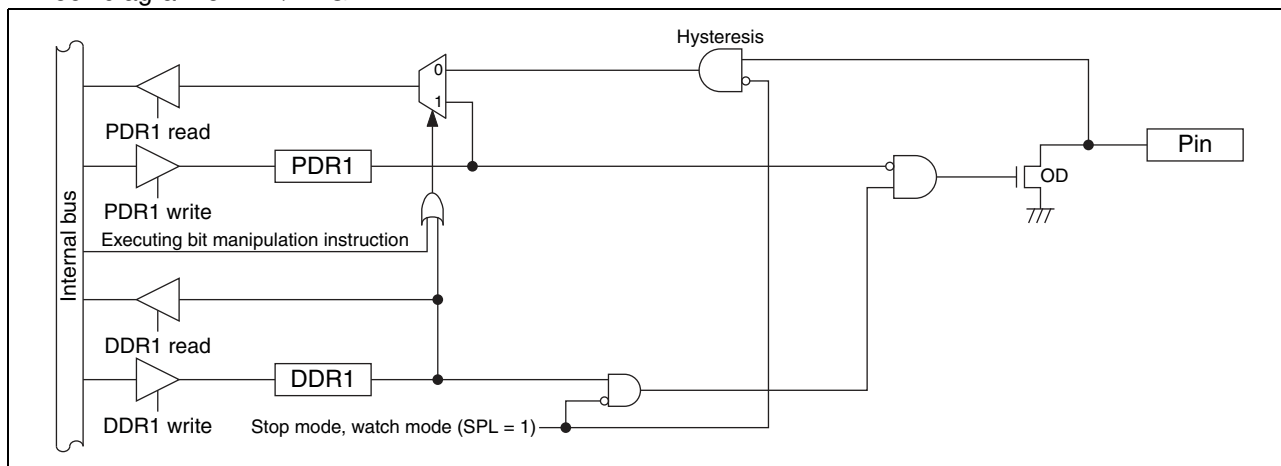 Hysteresis
0
1
PDR1 read
PDR1
Pin
OD
PDR1 write
Executing bit manipulation instruction
Internal bus
DDR1 read
DDR1
DDR1 write
Stop mode, watch mode (SPL = 1)